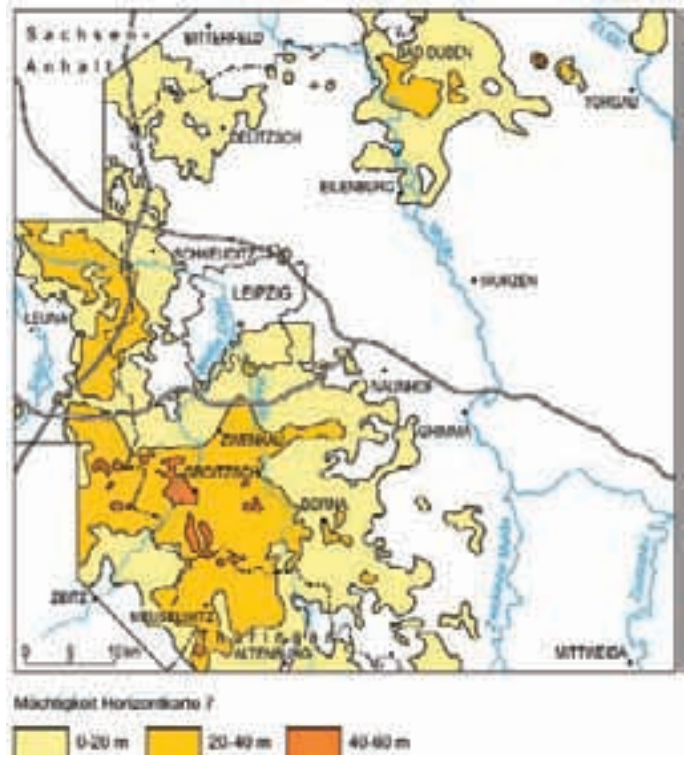 Sachsen-
Anhalt
BITTERFELD
BAD DÜBEN
TORGAU
DELITZSCH
EILENBURG
SCHKEUDITZ
WURZEN
LEIPZIG
LEUNA
NAUNHOF
GRIMMA
ZWENKAU
GROITZSCH
BORNA
ZEITZ
MEUSELWITZ
Thüringen
ALTENBURG
MITTWEIDA
0 5 10 km
Mächtigkeit Horizontkarte 7
0-20 m 20-40 m 40-60 m